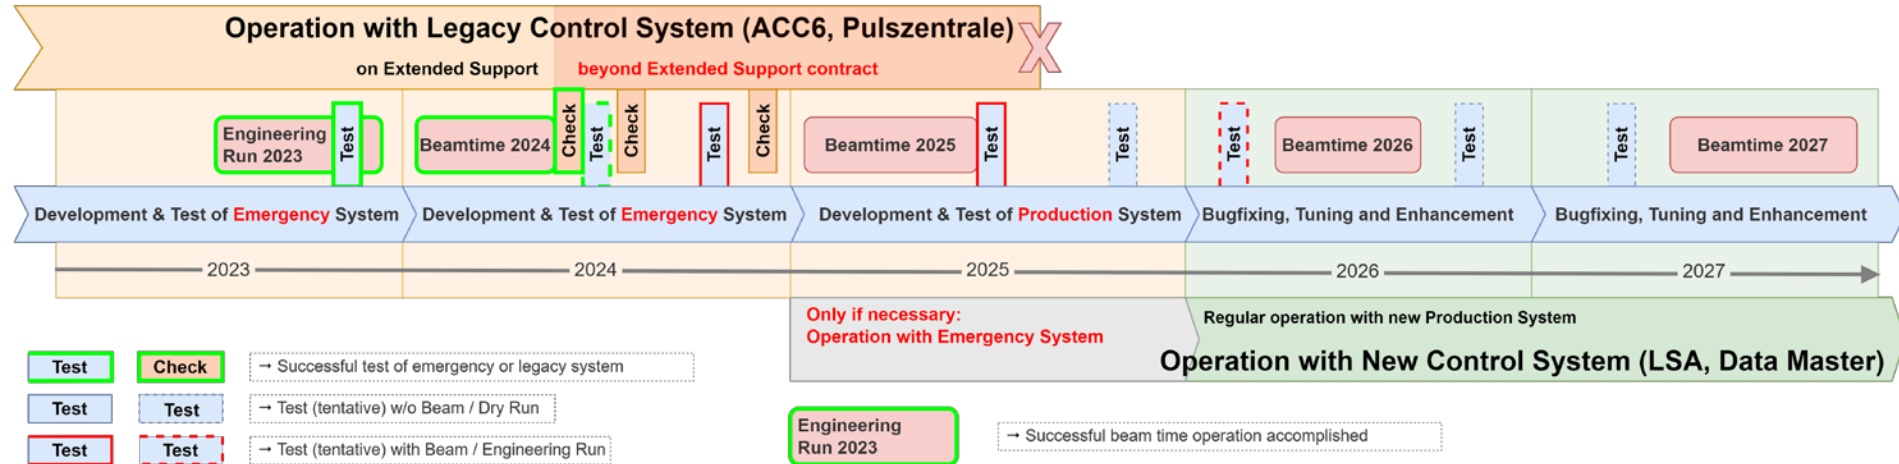 Operation with Legacy Control System (ACC6, Pulszentrale)
X
on Extended Support
beyond Extended Support contract
Engineering
Run 2023
Test
Beamtime 2024
Check
Test
Check
Test
Check
Beamtime 2025
Test
Test
Test
Beamtime 2026
Test
Test
Beamtime 2027
Development & Test of Emergency System
Development & Test of Emergency System
Development & Test of Production System
Bugfixing, Tuning and Enhancement
Bugfixing, Tuning and Enhancement
2023
2024
2025
2026
2027
Only if necessary:
Operation with Emergency System
Regular operation with new Production System
Operation with New Control System (LSA, Data Master)
Test
Check
→ Successful test of emergency or legacy system
Test
Test
→ Test (tentative) w/o Beam / Dry Run
Test
Test
→ Test (tentative) with Beam / Engineering Run
Engineering
Run 2023
→ Successful beam time operation accomplished